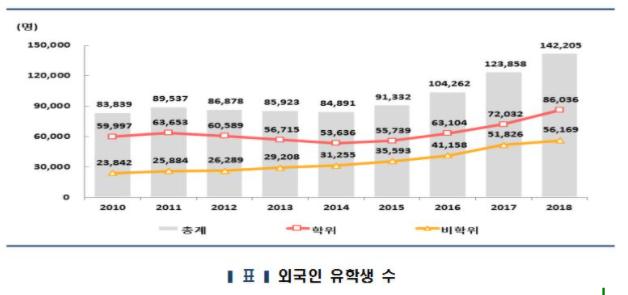 (명)
150,000
120,000
90,000
60,000
30,000
0
83,839 89,537 86,878 85,923 84,891 91,332 104,262 123,858 142,205
59,997 63,653 60,589 56,715 53,636 55,739 63,104 72,032 86,036
23,842 25,884 26,289 29,208 31,255 35,593 41,158 51,826 56,169
2010 2011 2012 2013 2014 2015 2016 2017 2018
총계 학위 비학위
▮ 표 ▮ 외국인 유학생 수